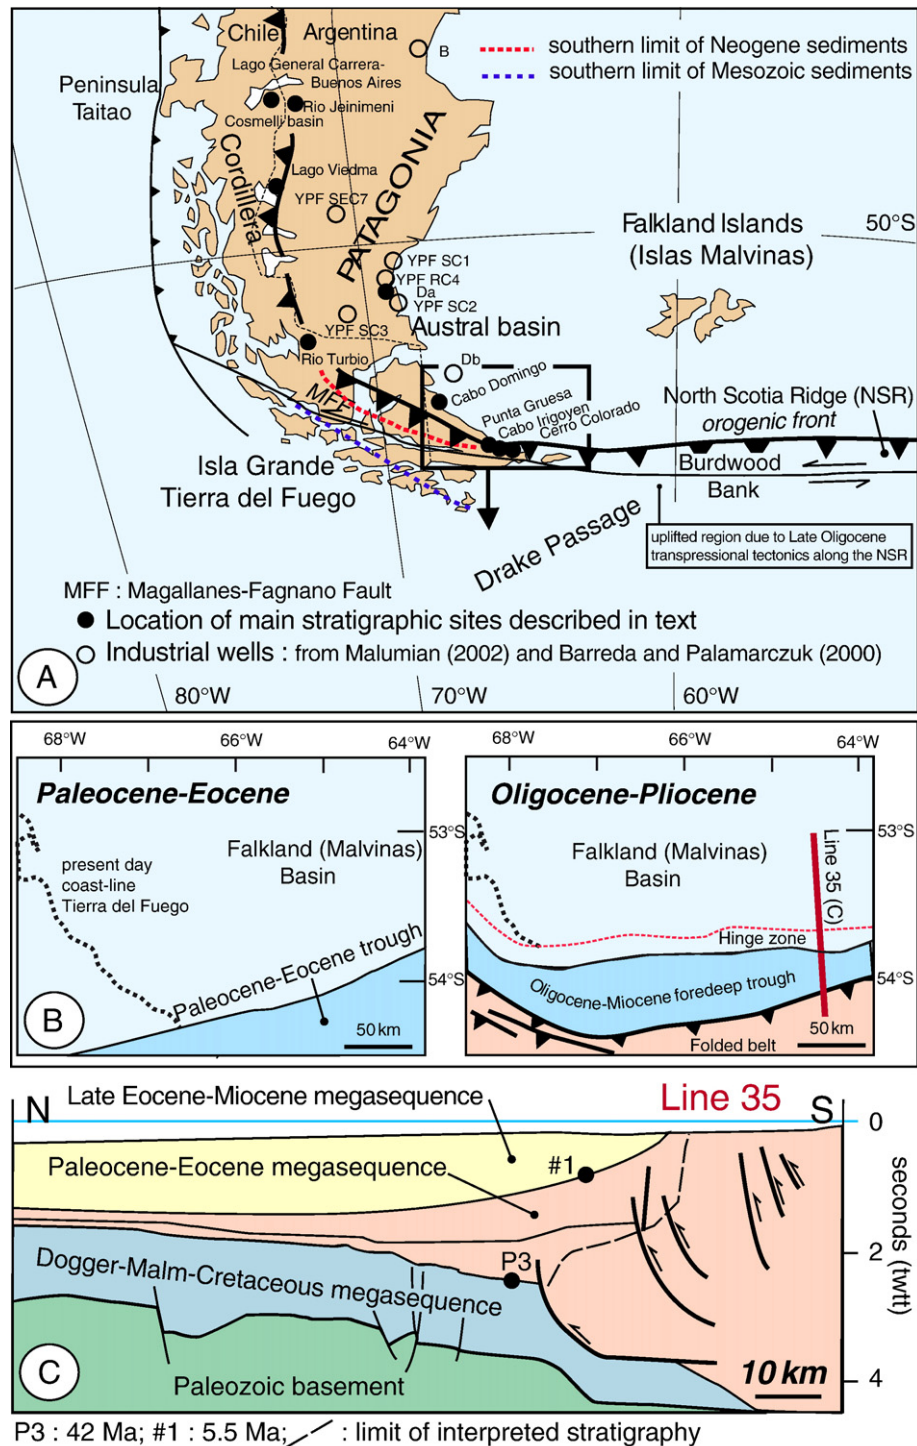 Chile
Argentina
B
southern limit of Neogene sediments
southern limit of Mesozoic sediments
Lago General Carrera-
Buenos Aires
Peninsula
Taitao
Rio Jeinimeni
Cosmelli basin
Cordillera
PATAGONIA
Lago Viedma
YPF SEC7
Falkland Islands
(Islas Malvinas)
50°S
YPF SC1
YPF RC4
Da
YPF SC2
YPF SC3
Austral basin
Rio Turbio
Db
Cabo Domingo
MFF
Punta Gruesa
Cabo Irigoyen
Cerro Colorado
North Scotia Ridge (NSR)
orogenic front
Isla Grande
Tierra del Fuego
Burdwood
Bank
Drake Passage
uplifted region due to Late Oligocene
transpressional tectonics along the NSR
MFF : Magallanes-Fagnano Fault
Location of main stratigraphic sites described in text
Industrial wells : from Malumian (2002) and Barreda and Palamarczuk (2000)
A
80°W
70°W
60°W
68°W
66°W
64°W
Paleocene-Eocene
53°S
Falkland (Malvinas)
Basin
present day
coast-line
Tierra del Fuego
Paleocene-Eocene trough
54°S
B
50 km
68°W
66°W
64°W
Oligocene-Pliocene
53°S
Falkland (Malvinas)
Basin
Line 35 (C)
Hinge zone
Oligocene-Miocene foredeep trough
54°S
50 km
Folded belt
Late Eocene-Miocene megasequence
Line 35
N
S
0
Paleocene-Eocene megasequence
#1
seconds (twtt)
2
P3
Dogger-Malm-Cretaceous megasequence
C
Paleozoic basement
10 km
4
P3 : 42 Ma; #1 : 5.5 Ma; : limit of interpreted stratigraphy